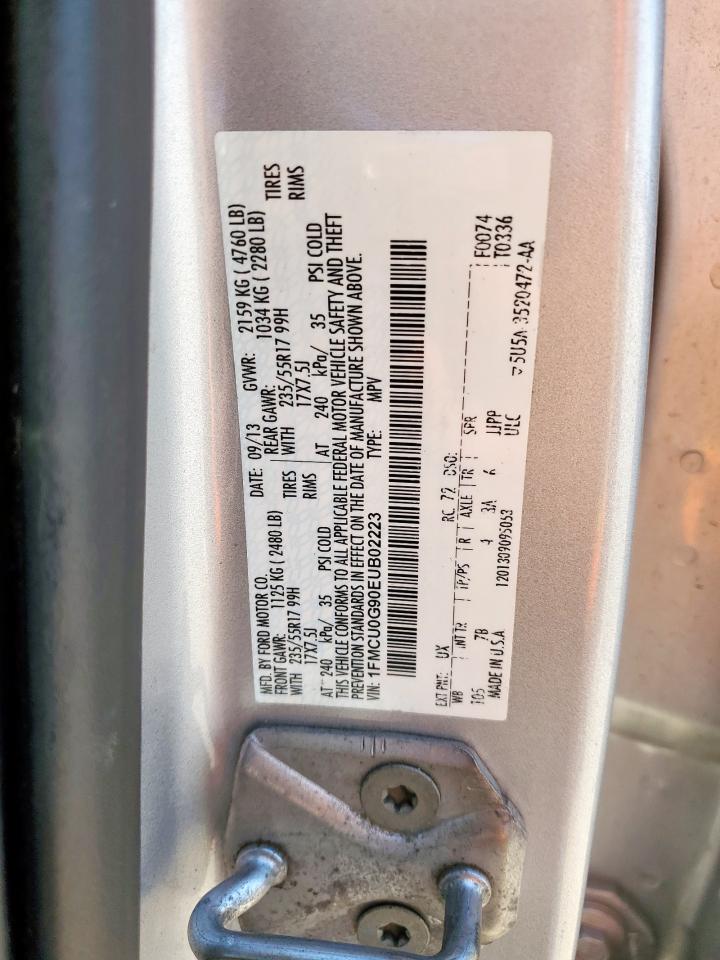 MFD. BY FORD MOTOR CO.
DATE: 09/13 GVWR: 2159 KG ( 4760 LB)
FRONT GAWR: 1125 KG ( 2480 LB) REAR GAWR: 1034 KG ( 2280 LB)
WITH 235/55R17 99H TIRES WITH 235/55R17 99H TIRES
17X7.5J RIMS 17X7.5J RIMS
AT 240 kPa/ 35 PSI COLD AT 240 kPa/ 35 PSI COLD
THIS VEHICLE CONFORMS TO ALL APPLICABLE FEDERAL MOTOR VEHICLE SAFETY AND THEFT
PREVENTION STANDARDS IN EFFECT ON THE DATE OF MANUFACTURE SHOWN ABOVE.
VIN: 1FMCU0G90EUB02223 TYPE: MPV
EXT PNT: UX RC: 72 DSO: F0074
WB INT TR TP/PS R AXLE TR SPR T0336
105 7B 4 3A 6 JJPP
MADE IN U.S.A 1201309095053 ULC
5U5A-3520472-AA